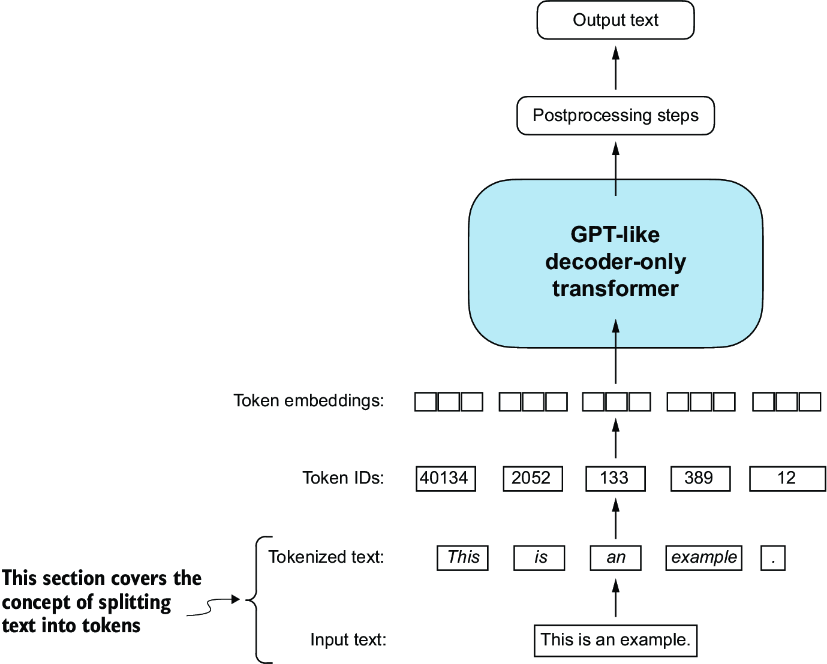 Output text
Postprocessing steps
GPT-like
decoder-only
transformer
Token embeddings:
Token IDs: 40134 2052 133 389 12
Tokenized text: This is an example .
This section covers the
concept of splitting
text into tokens
Input text: This is an example.